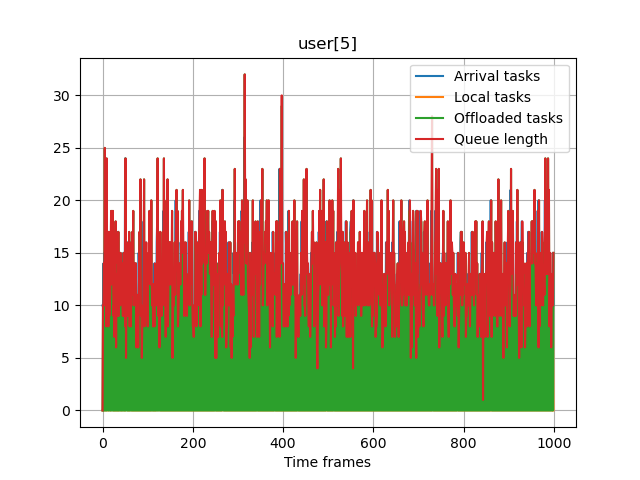 user[5]
Arrival tasks
Local tasks
Offloaded tasks
Queue length
30
25
20
15
10
5
0
0 200 400 600 800 1000
Time frames